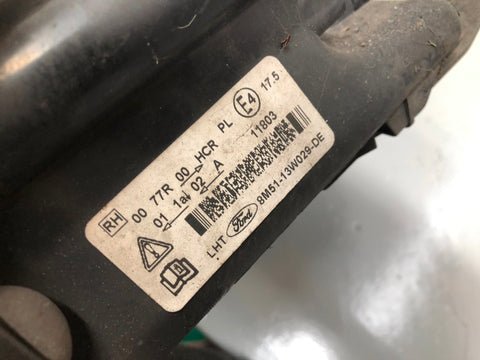 RH 00 77R 00 HCR PL E4 17.5
01 1a 02 A 11803
LHT Ford 8M51-13W029-DE